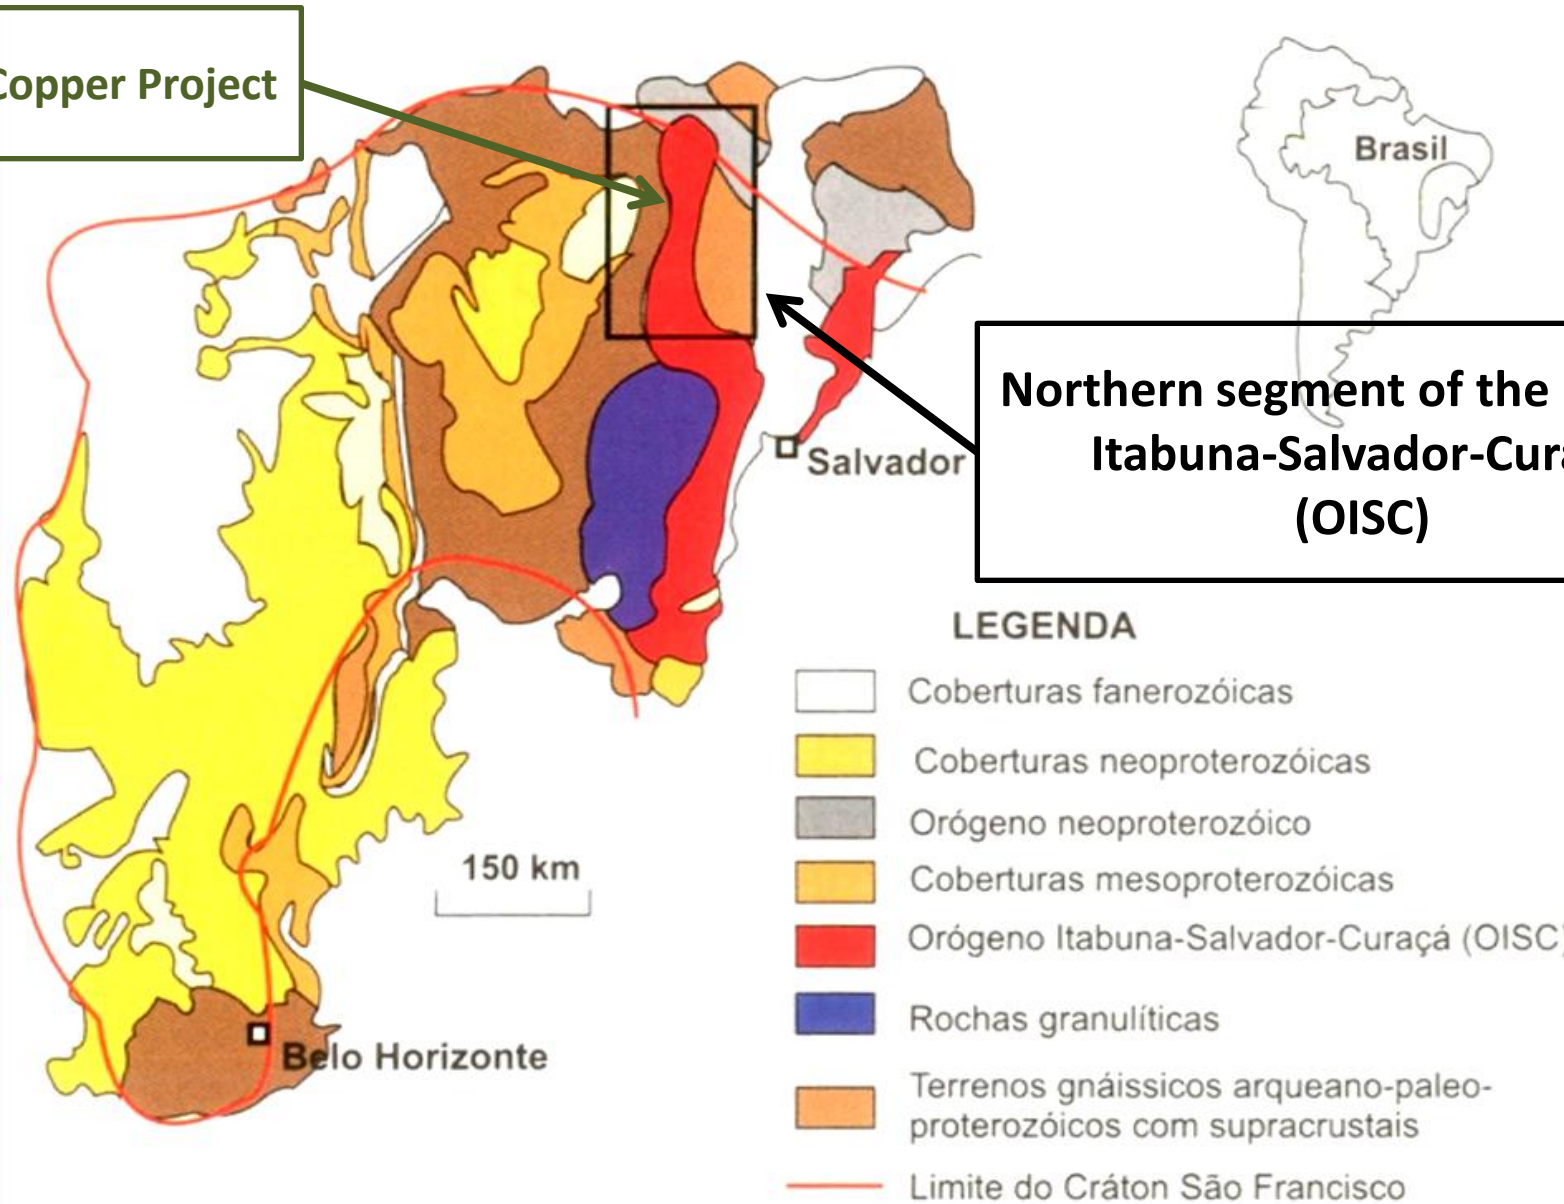 Copper Project
Brasil
Northern segment of the
Itabuna-Salvador-Cura
(OISC)
Salvador
LEGENDA
Coberturas fanerozóicas
Coberturas neoproterozóicas
Orógeno neoproterozóico
Coberturas mesoproterozóicas
Orógeno Itabuna-Salvador-Curaçá (OISC)
Rochas granulíticas
Terrenos gnáissicos arqueano-paleo-
proterozóicos com supracrustais
Limite do Cráton São Francisco
150 km
Belo Horizonte